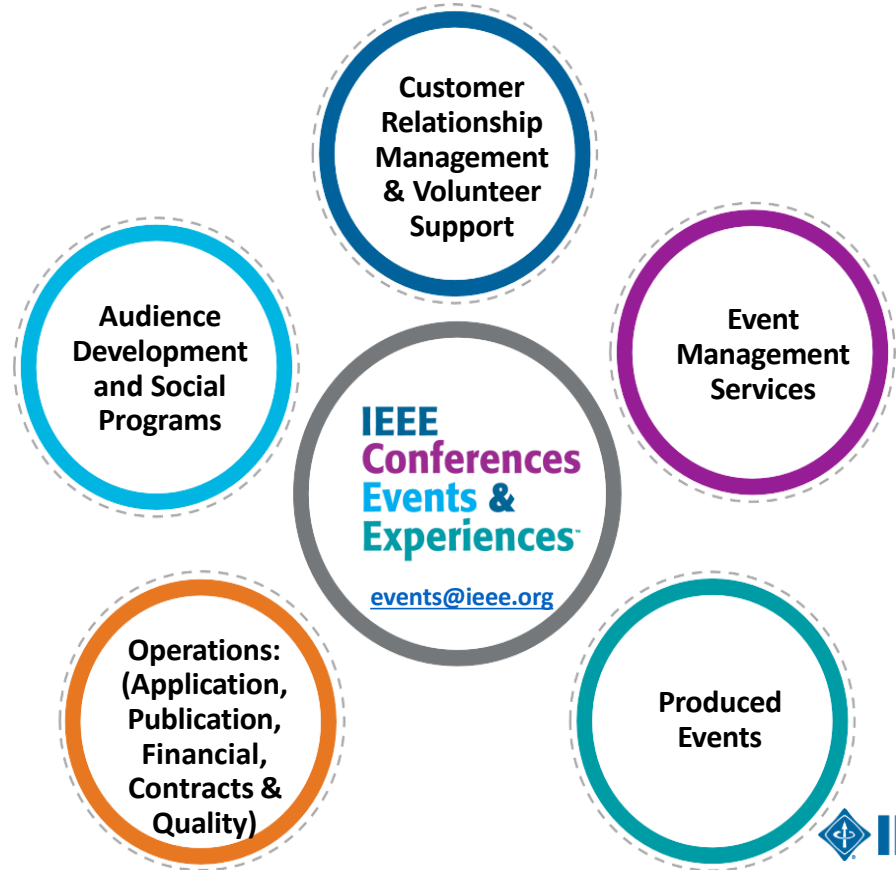 Customer
Relationship
Management
& Volunteer
Support
Audience
Development
and Social
Programs
Event
Management
Services
IEEE
Conferences
Events &
Experiences™
events@ieee.org
Operations:
(Application,
Publication,
Financial,
Contracts &
Quality)
Produced
Events